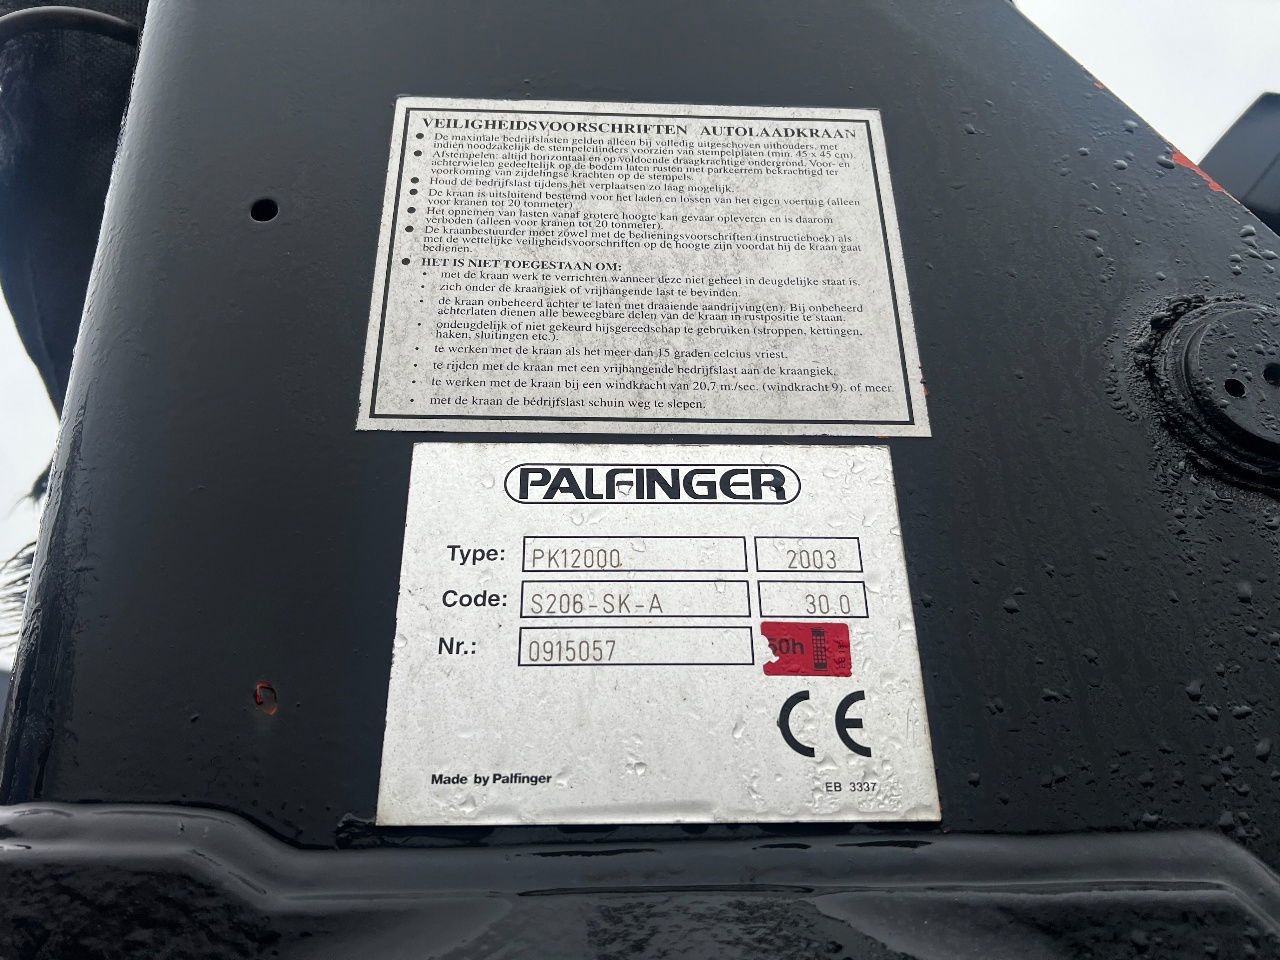 VEILIGHEIDSVOORSCHRIFTEN AUTOLAADKRAAN
● De maximale bedrijfslasten gelden alleen bij volledig uitgeschoven uithouders, met
indien noodzakelijk de stempelcilinders voorzien van stempelplaten (min. 45 x 45 cm).
● Afstempelen: altijd horizontaal en op voldoende draagkrachtige ondergrond. Voor- en
achterwielen gedeeltelijk op de bodem laten rusten met parkeerrem bekrachtigd ter
voorkoming van zijdelingse krachten op de stempels.
● Houd de bedrijfslast tijdens het verplaatsen zo laag mogelijk.
● De kraan is uitsluitend bestemd voor het laden en lossen van het eigen voertuig (alleen
voor kranen tot 20 tonmeter)
● Het opnemen van lasten vanaf grotere hoogte kan gevaar opleveren en is daarom
verboden (alleen voor kranen tot 20 tonmeter).
● De kraanbestuurder moet zowel met de bedieningsvoorschriften (instructieboek) als
met de wettelijke veiligheidsvoorschriften op de hoogte zijn voordat hij de kraan gaat
bedienen.
● HET IS NIET TOEGESTAAN OM:
• met de kraan werk te verrichten wanneer deze niet geheel in deugdelijke staat is.
• zich onder de kraangiek of vrijhangende last te bevinden.
• de kraan onbeheerd achter te laten met draaiende aandrijving(en). Bij onbeheerd
achterlaten dienen alle beweegbare delen van de kraan in rustpositie te staan.
• ondeugdelijk of niet gekeurd hijsgereedschap te gebruiken (stroppen, kettingen,
haken, sluitingen etc.).
• te werken met de kraan als het meer dan 15 graden celcius vriest.
• te rijden met de kraan met een vrijhangende bedrijfslast aan de kraangiek.
• te werken met de kraan bij een windkracht van 20,7 m./sec. (windkracht 9). of meer.
• met de kraan de bedrijfslast schuin weg te slepen.
PALFINGER
Type: PK12000 2003
Code: S206-SK-A 30.0
Nr.: 0915057
50h
CE
Made by Palfinger
EB 3337